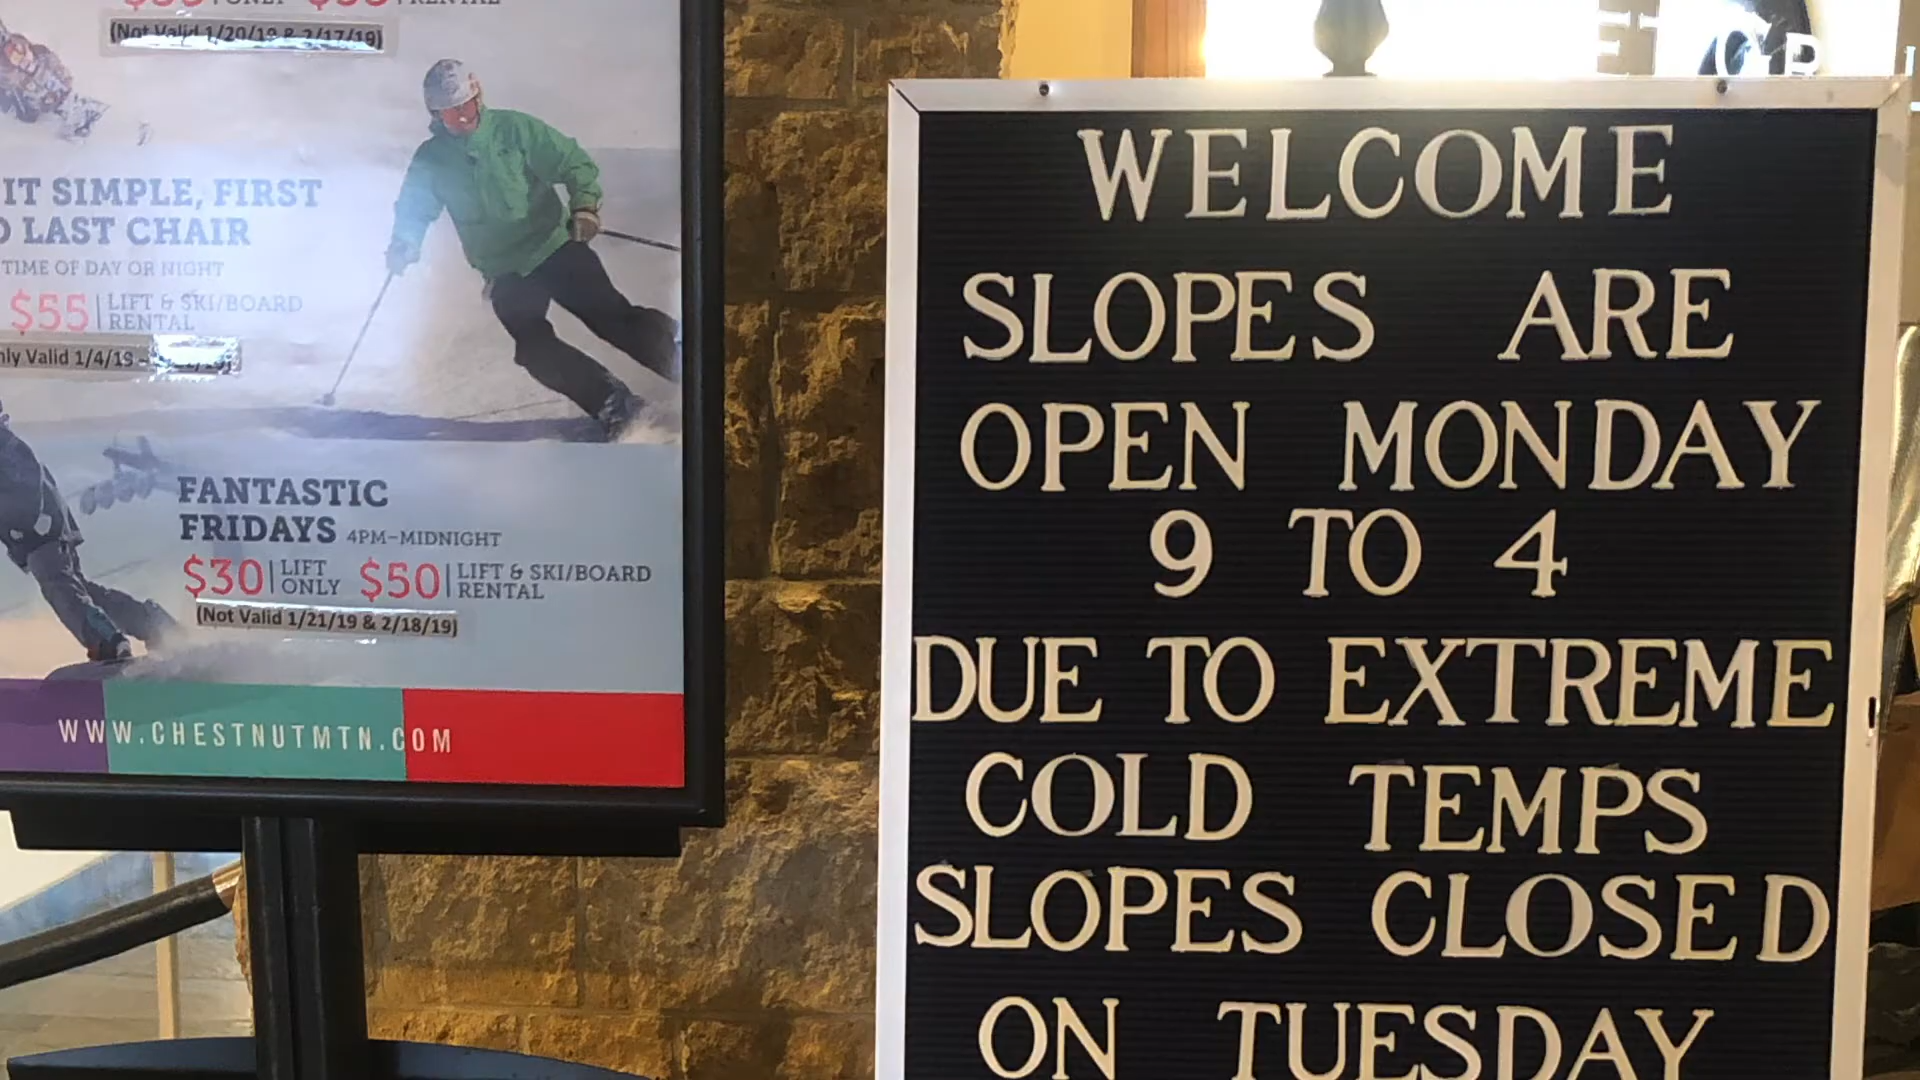 ONLY
RENTAL
(Not Valid 1/20/19 & 2/17/19)
IT SIMPLE, FIRST
LAST CHAIR
TIME OF DAY OR NIGHT
$55 LIFT & SKI/BOARD
RENTAL
Valid 1/4/19 -
FANTASTIC
FRIDAYS 4PM–MIDNIGHT
$30 LIFT ONLY $50 LIFT & SKI/BOARD RENTAL
(Not Valid 1/21/19 & 2/18/19)
WWW.CHESTNUTMTN.COM
WELCOME
SLOPES ARE
OPEN MONDAY
9 TO 4
DUE TO EXTREME
COLD TEMPS
SLOPES CLOSED
ON TUESDAY